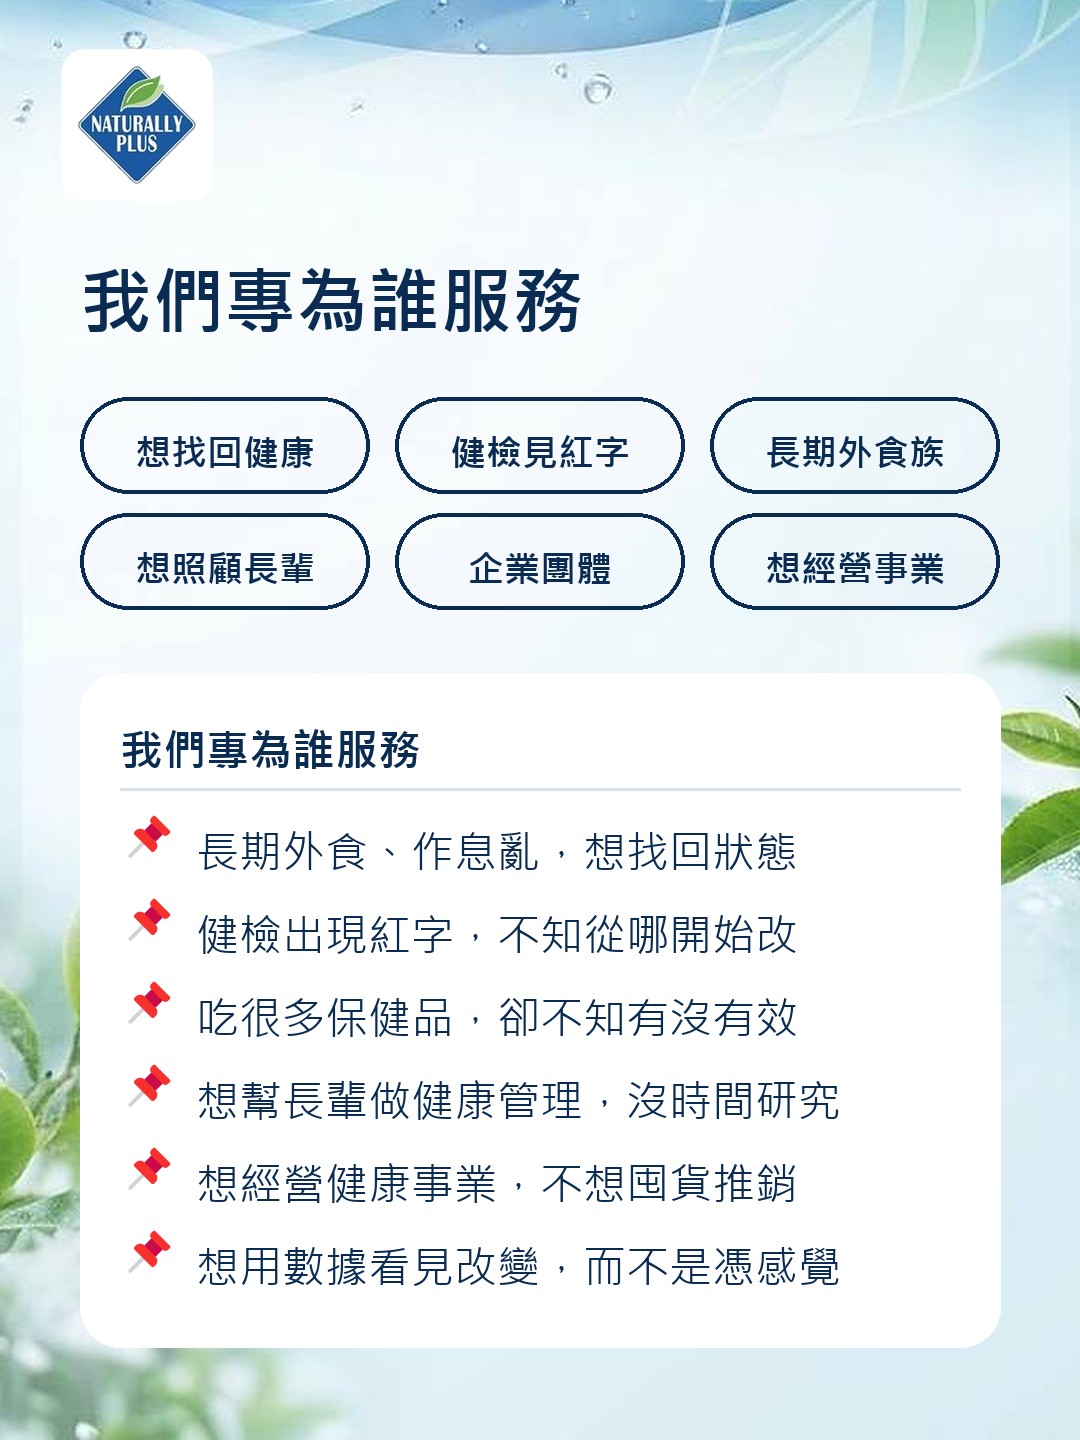 NATURALLY
PLUS
我們專為誰服務
想找回健康
健檢見紅字
長期外食族
想照顧長輩
企業團體
想經營事業
我們專為誰服務
長期外食、作息亂，想找回狀態
健檢出現紅字，不知從哪開始改
吃很多保健品，卻不知有沒有效
想幫長輩做健康管理，沒時間研究
想經營健康事業，不想囤貨推銷
想用數據看見改變，而不是憑感覺